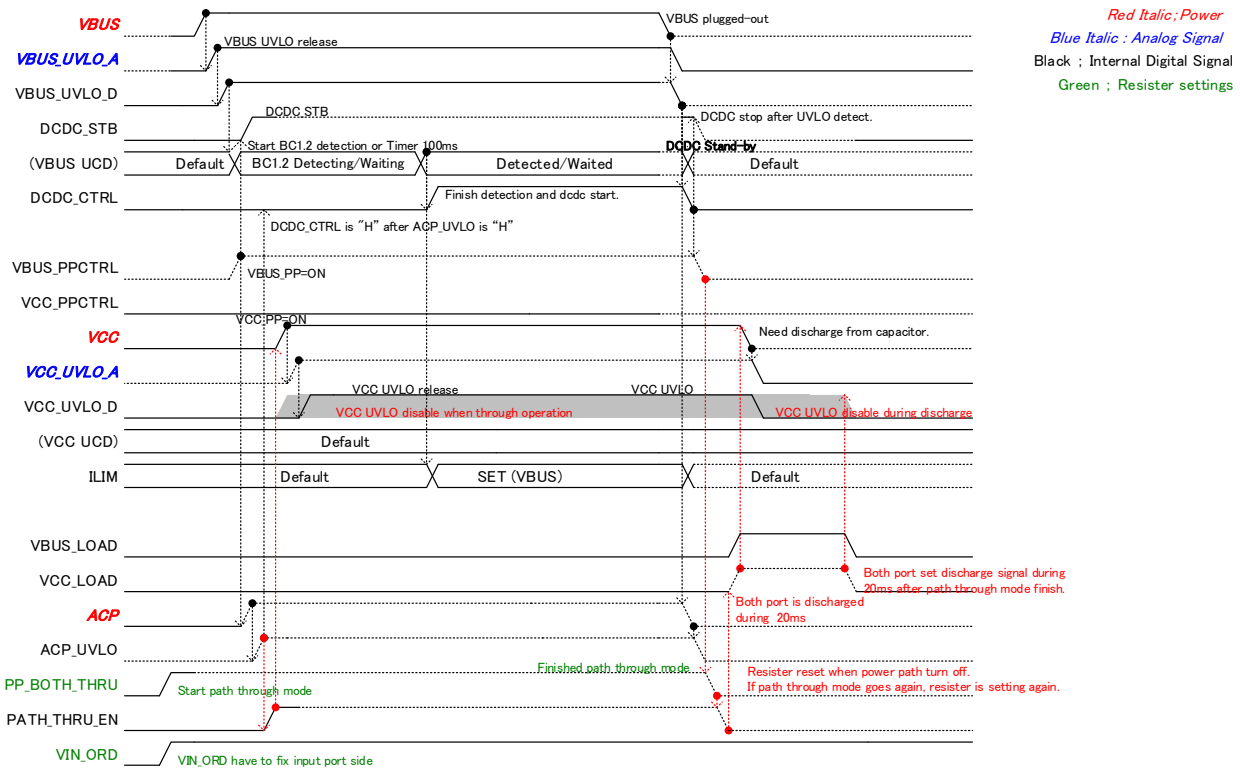 VBUS
VBUS plugged-out
Red Italic;Power
VBUS_UVLO_A
VBUS UVLO release
Blue Italic : Analog Signal
Black ; Internal Digital Signal
VBUS_UVLO_D
Green ; Resister settings
DCDC_STB
DCDC STB
DCDC stop after UVLO detect.
Start BC1.2 detection or Timer 100ms
DCDC Stand-by
(VBUS UCD)
Default
BC1.2 Detecting/Waiting
Detected/Waited
Default
DCDC_CTRL
Finish detection and dcdc start.
DCDC_CTRL is "H" after ACP_UVLO is "H"
VBUS_PPCTRL
VBUS_PP=ON
VCC_PPCTRL
VCC PP=ON
VCC
Need discharge from capacitor.
VCC_UVLO_A
VCC UVLO release
VCC UVLO
VCC_UVLO_D
VCC UVLO disable when through operation
VCC UVLO disable during discharge
(VCC UCD)
Default
ILIM
Default
SET (VBUS)
Default
VBUS_LOAD
VCC_LOAD
Both port set discharge signal during
20ms after path through mode finish.
Both port is discharged
during 20ms
ACP
ACP_UVLO
Finished path through mode
Resister reset when power path turn off.
If path through mode goes again, resister is setting again.
PP_BOTH_THRU
Start path through mode
PATH_THRU_EN
VIN_ORD
VIN_ORD have to fix input port side